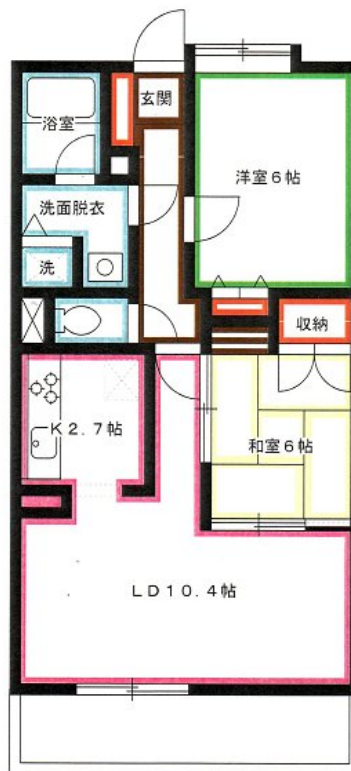 玄関
浴室
洋室6帖
洗面脱衣
洗
収納
K2.7帖
和室6帖
LD10.4帖